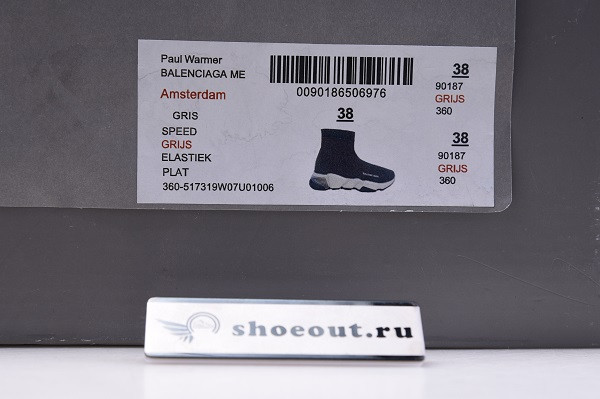 Paul Warmer
BALENCIAGA ME
Amsterdam
GRIS
SPEED
GRIJS
ELASTIEK
PLAT
360-517319W07U01006
0090186506976
38
38
90187
GRIJS
360
38
90187
GRIJS
360
shoeout.ru